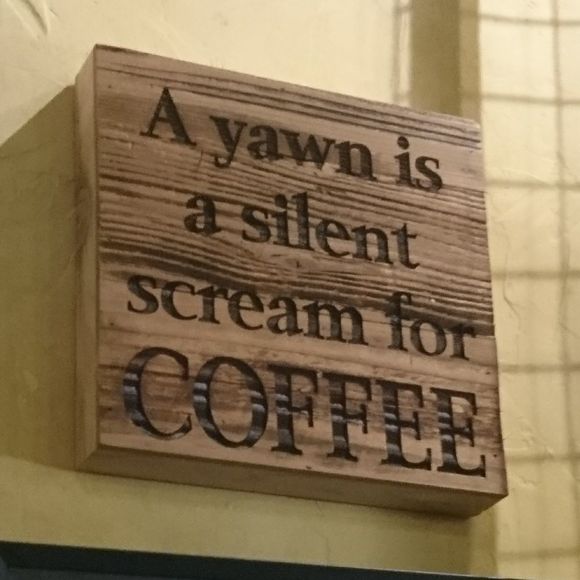 A yawn is
a silent
scream for
COFFEE